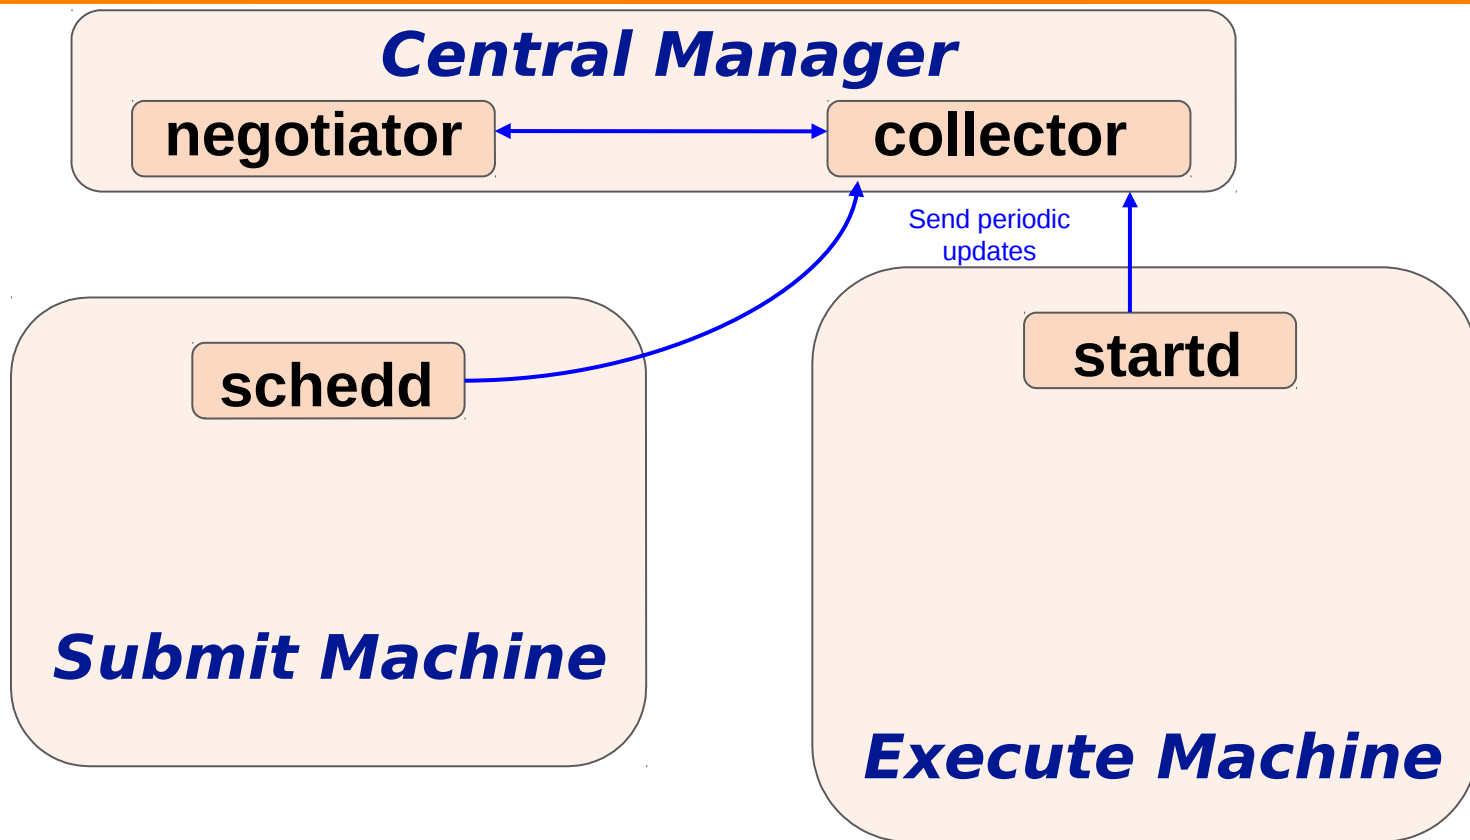 Central Manager
negotiator
collector
Send periodic
updates
schedd
startd
Submit Machine
Execute Machine